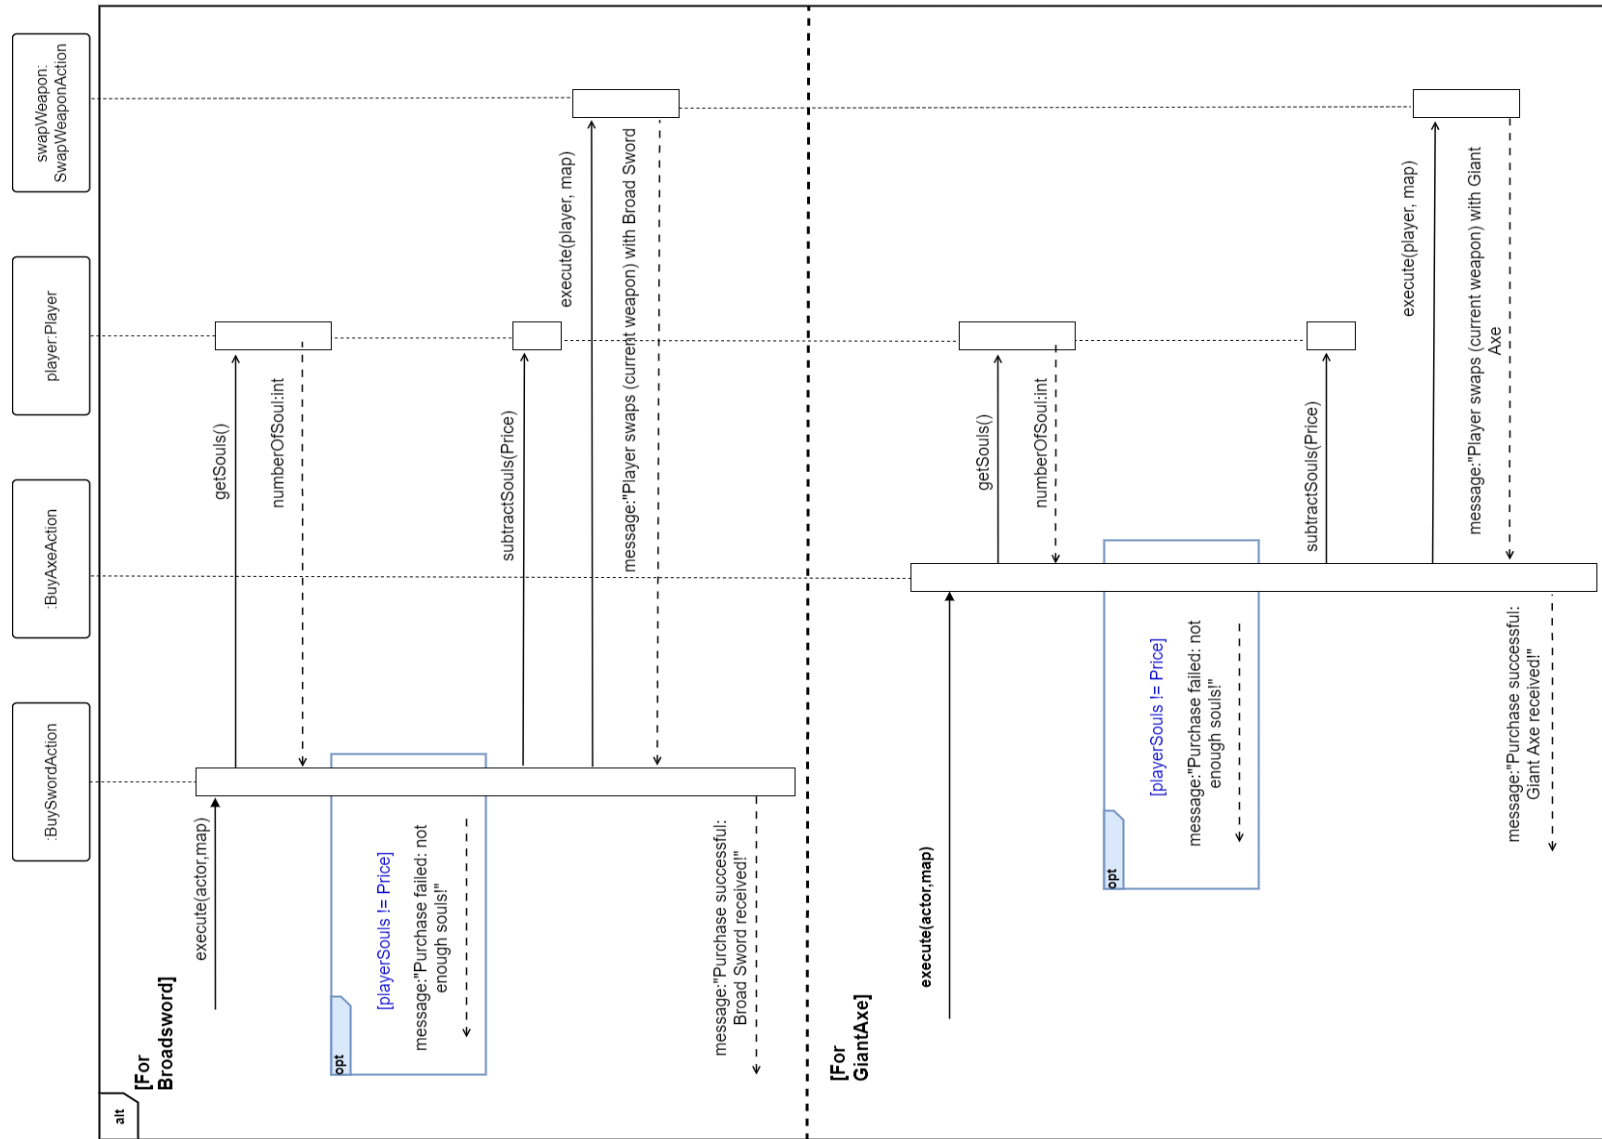 :BuySwordAction
:BuyAxeAction
player:Player
swapWeapon:
SwapWeaponAction
alt
[For
Broadsword]
execute(actor,map)
getSouls()
numberOfSoul:int
opt
[playerSouls != Price]
message:"Purchase failed: not
enough souls!"
subtractSouls(Price)
execute(player, map)
message:"Player swaps (current weapon) with Broad Sword
message:"Purchase successful:
Broad Sword received!"
[For
GiantAxe]
execute(actor,map)
getSouls()
numberOfSoul:int
opt
[playerSouls != Price]
message:"Purchase failed: not
enough souls!"
subtractSouls(Price)
execute(player, map)
message:"Player swaps (current weapon) with Giant
Axe
message:"Purchase successful:
Giant Axe received!"